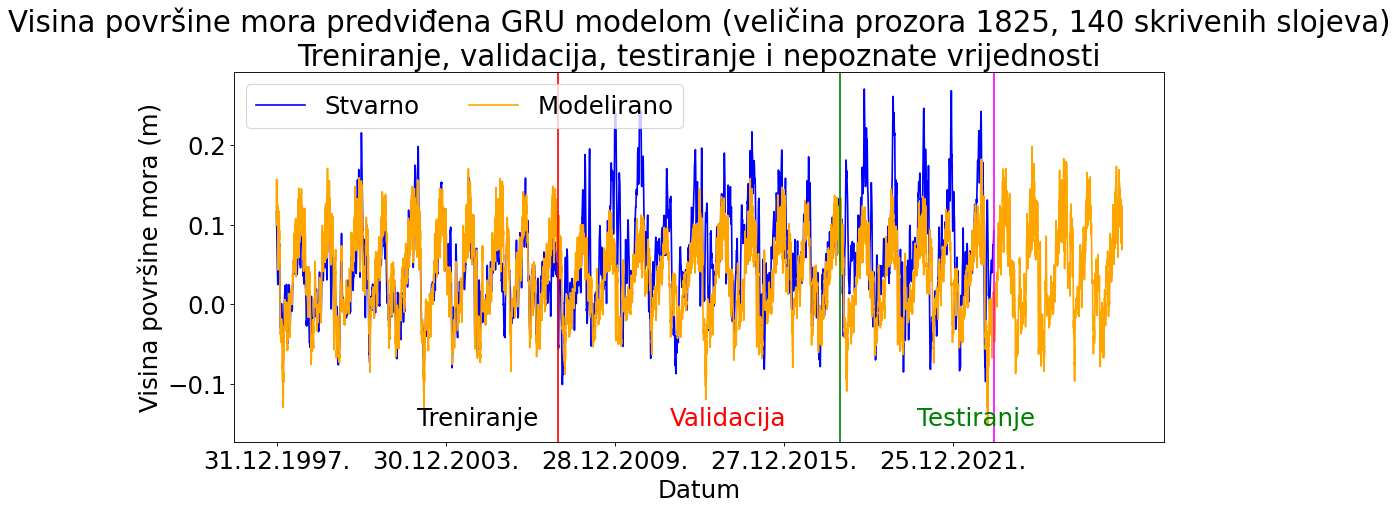 Visina površine mora predviđena GRU modelom (veličina prozora 1825, 140 skrivenih slojeva)
Treniranje, validacija, testiranje i nepoznate vrijednosti
Stvarno
Modelirano
Visina površine mora (m)
0.2
0.1
0.0
−0.1
Treniranje
Validacija
Testiranje
31.12.1997.
30.12.2003.
28.12.2009.
27.12.2015.
25.12.2021.
Datum